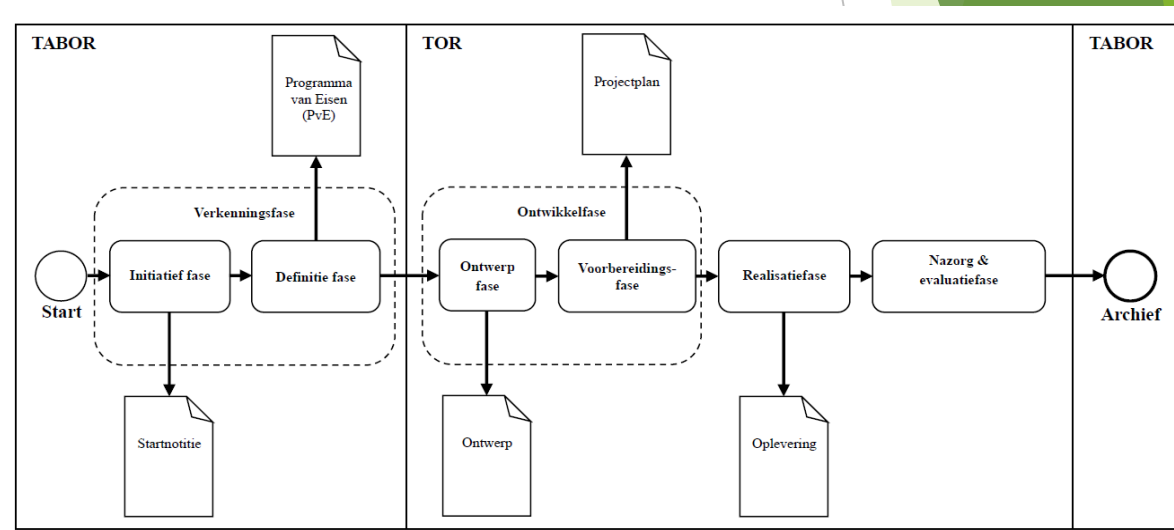 TABOR
TOR
TABOR
Programma
van Eisen
(PvE)
Projectplan
Verkenningsfase
Ontwikkelfase
Start
Initiatief fase
Definitie fase
Ontwerp
fase
Voorbereidings-
fase
Realisatiefase
Nazorg &
evaluatiefase
Archief
Startnotitie
Ontwerp
Oplevering